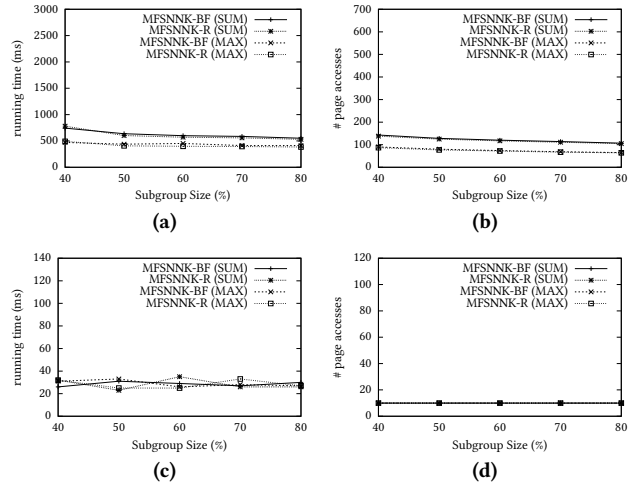 3000
2500
2000
1500
1000
500
0
running time (ms)
MFSNNK-BF (SUM)
MFSNNK-R (SUM)
MFSNNK-BF (MAX)
MFSNNK-R (MAX)
40 50 60 70 80
Subgroup Size (%)
(a)
700
600
500
400
300
200
100
0
# page accesses
MFSNNK-BF (SUM)
MFSNNK-R (SUM)
MFSNNK-BF (MAX)
MFSNNK-R (MAX)
40 50 60 70 80
Subgroup Size (%)
(b)
140
120
100
80
60
40
20
0
running time (ms)
MFSNNK-BF (SUM)
MFSNNK-R (SUM)
MFSNNK-BF (MAX)
MFSNNK-R (MAX)
40 50 60 70 80
Subgroup Size (%)
(c)
120
100
80
60
40
20
0
# page accesses
MFSNNK-BF (SUM)
MFSNNK-R (SUM)
MFSNNK-BF (MAX)
MFSNNK-R (MAX)
40 50 60 70 80
Subgroup Size (%)
(d)